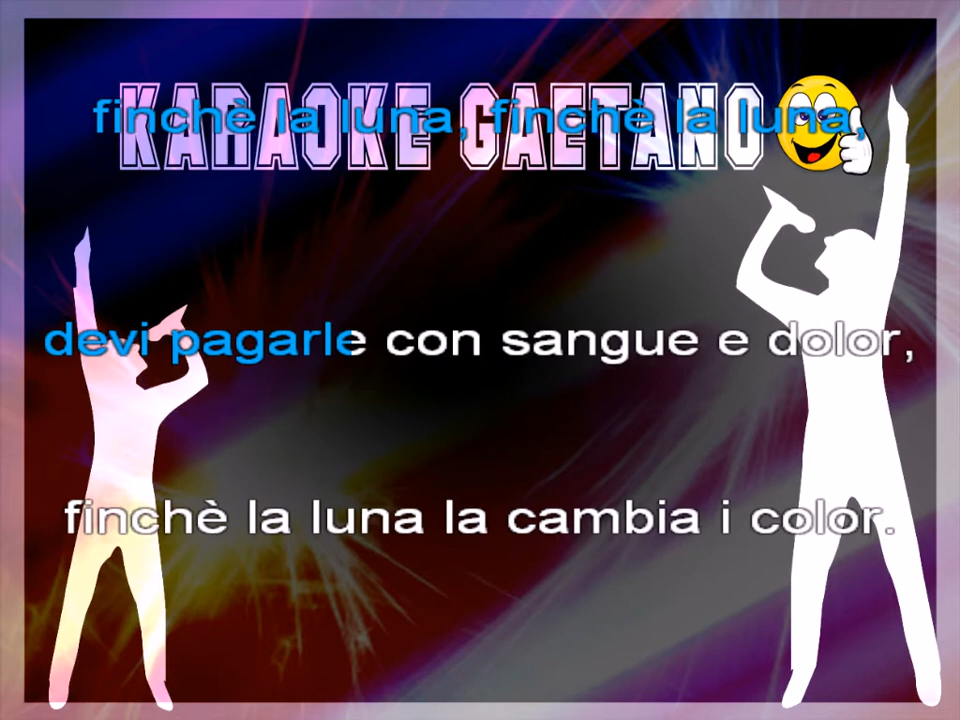 KARAOKE GAETANO
finchè la luna, finchè la luna,
devi pagarle con sangue e dolor,
finchè la luna la cambia i color.